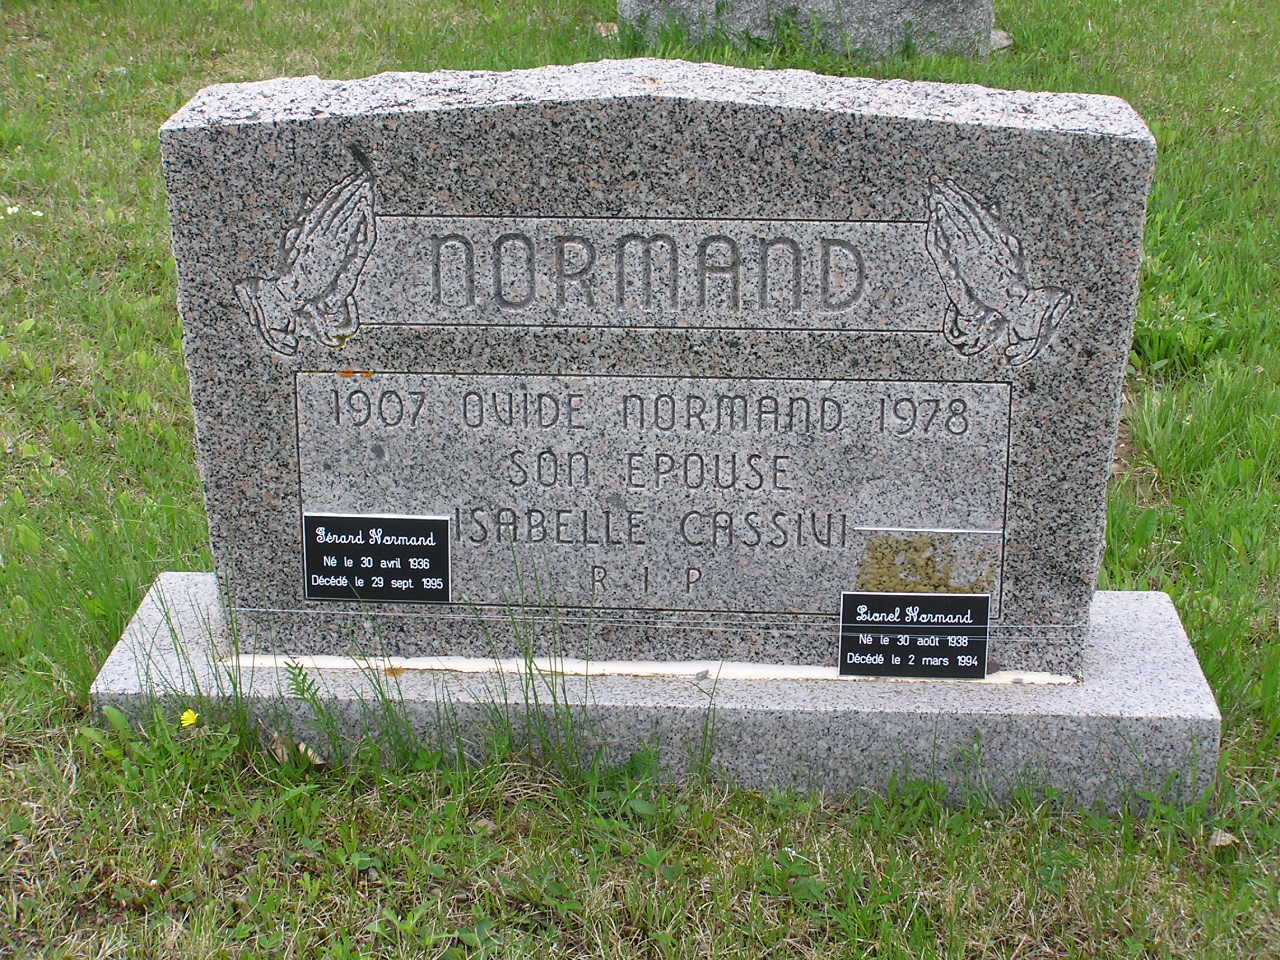 NORMAND
1907 OVIDE NORMAND 1978
SON EPOUSE
ISABELLE CASSIVI
R I P
Gérard Normand
Né le 30 avril 1936
Décédé le 29 sept 1995
Lionel Normand
Né le 30 août 1938
Décédé le 2 mars 1994